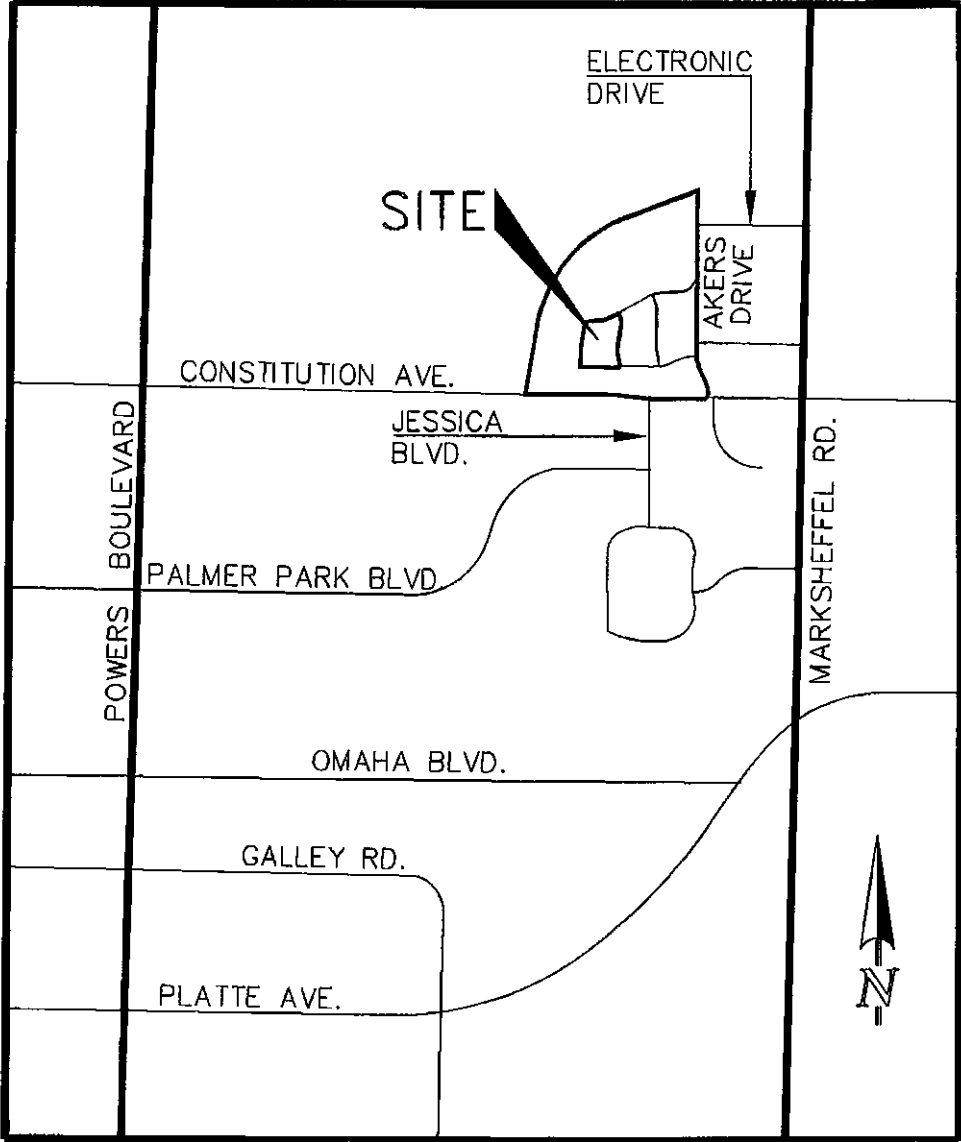 ELECTRONIC
DRIVE
SITE
AKERS
DRIVE
CONSTITUTION AVE.
JESSICA
BLVD.
POWERS BOULEVARD
MARKSHEFFEL RD.
PALMER PARK BLVD
OMAHA BLVD.
GALLEY RD.
PLATTE AVE.
N